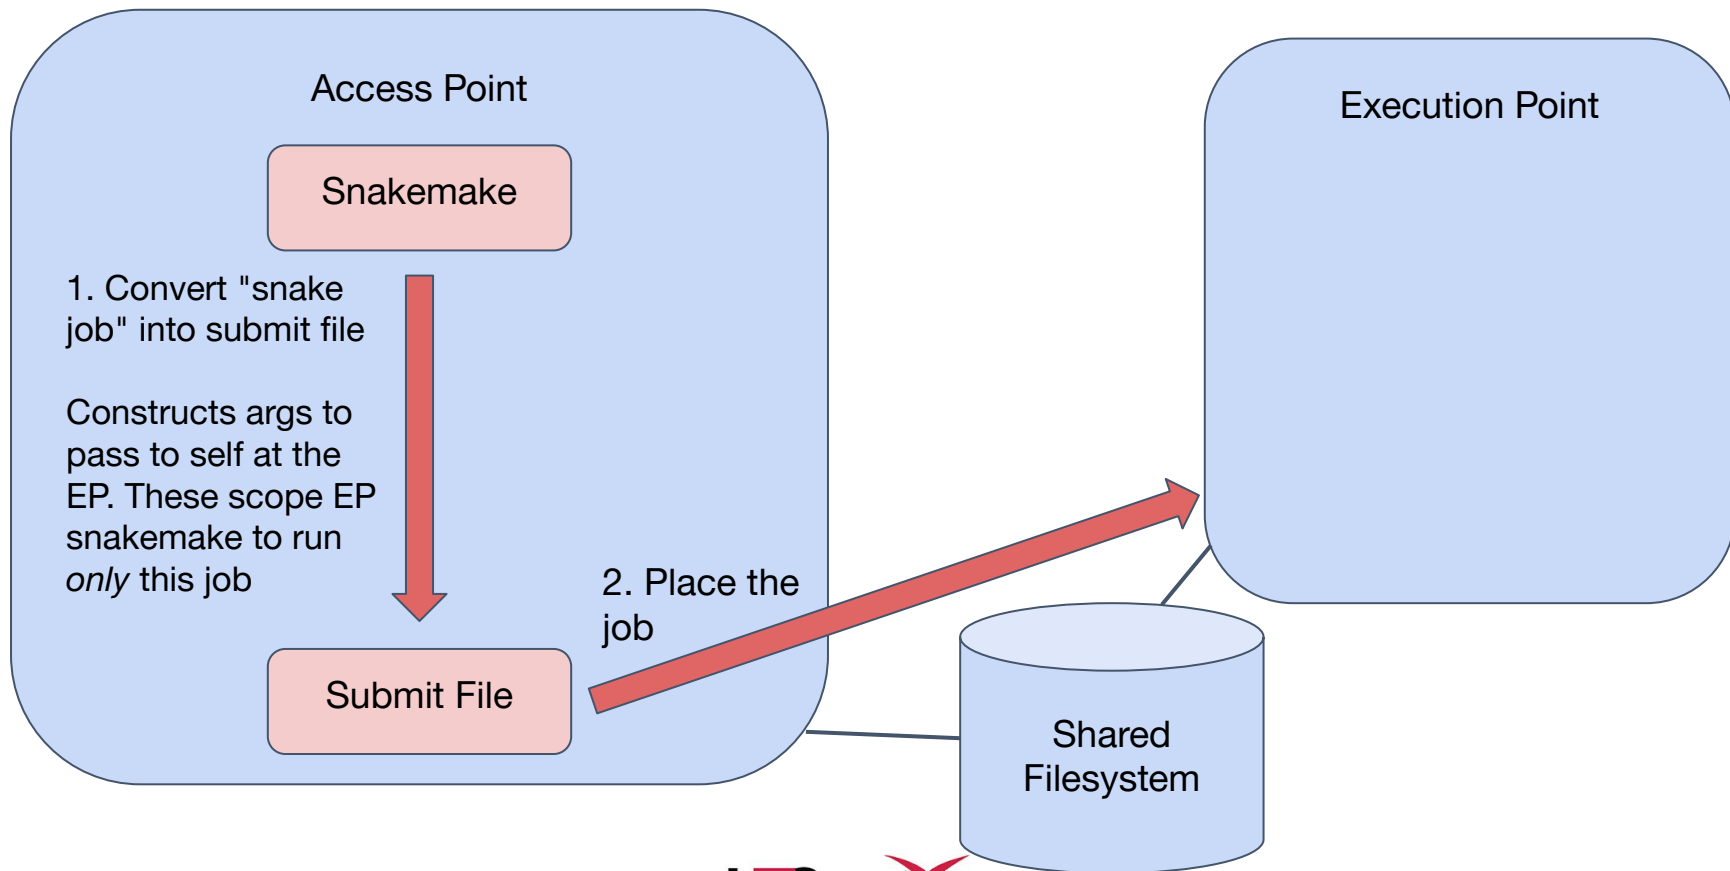 Access Point
Snakemake
1. Convert "snake
job" into submit file
Constructs args to
pass to self at the
EP. These scope EP
snakemake to run
only this job
Submit File
2. Place the
job
Execution Point
Shared
Filesystem